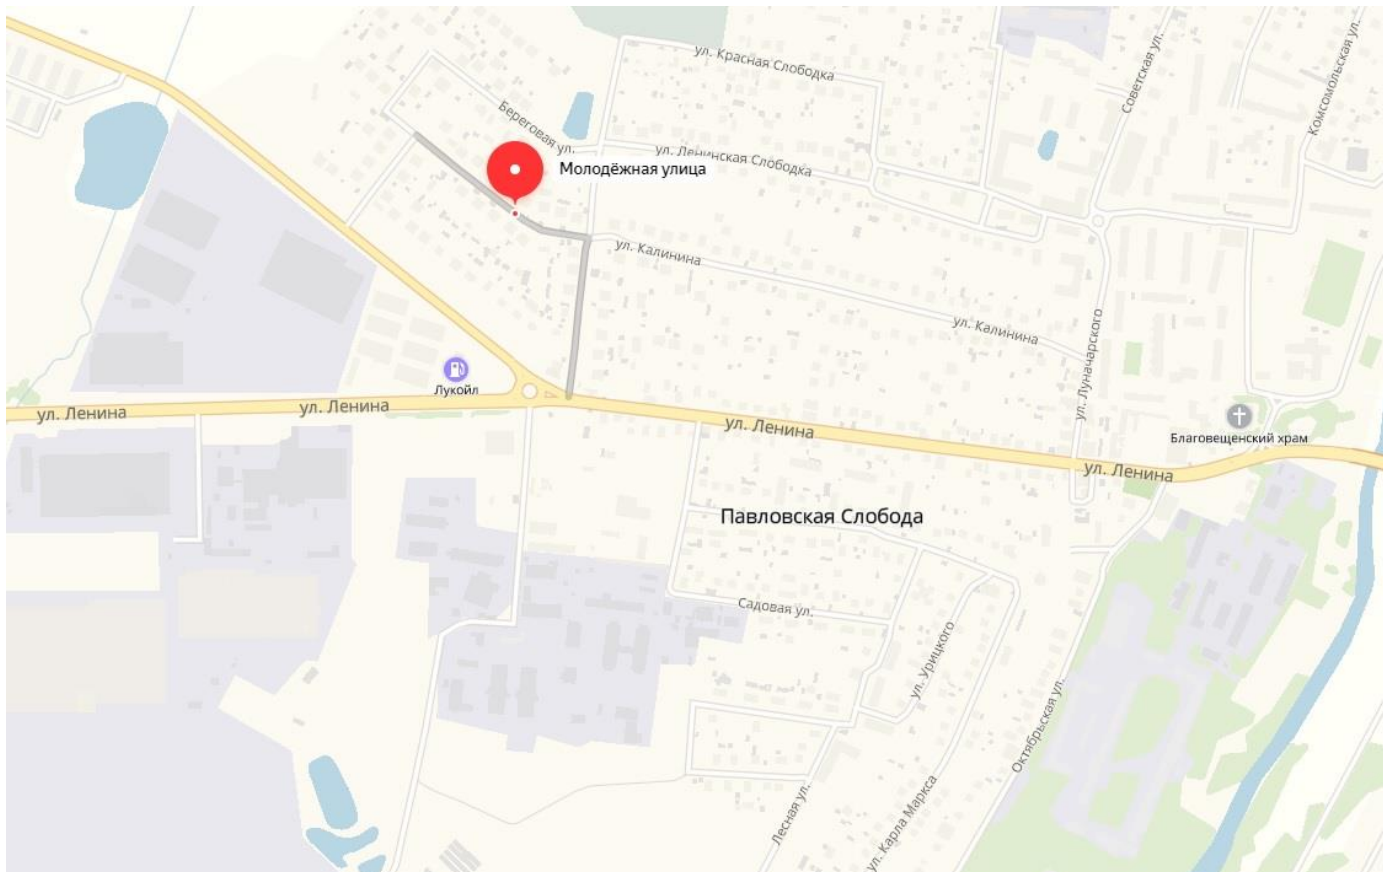 ул. Красная Слободка
Советская ул.
Комсомольская ул.
Береговая ул.
ул. Ленинская Слободка
Молодёжная улица
ул. Калинина
ул. Калинина
ул. Луначарского
Лукойл
ул. Ленина
ул. Ленина
ул. Ленина
Благовещенский храм
ул. Ленина
Павловская Слобода
Садовая ул.
ул. Урицкого
Октябрьская ул.
Лесная ул.
ул. Карла Маркса